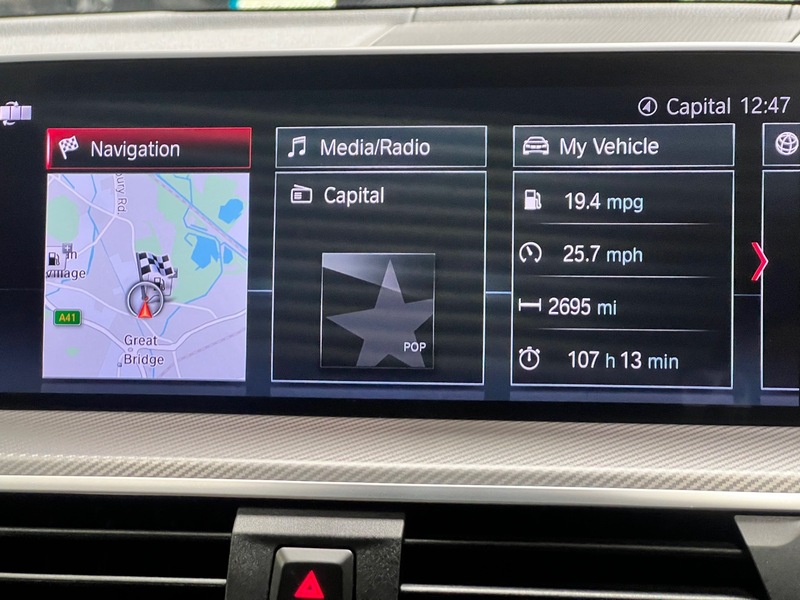 Capital 12:47
Navigation
Media/Radio
My Vehicle
Capital
19.4 mpg
25.7 mph
2695 mi
107 h 13 min
POP
A41
Great
Bridge